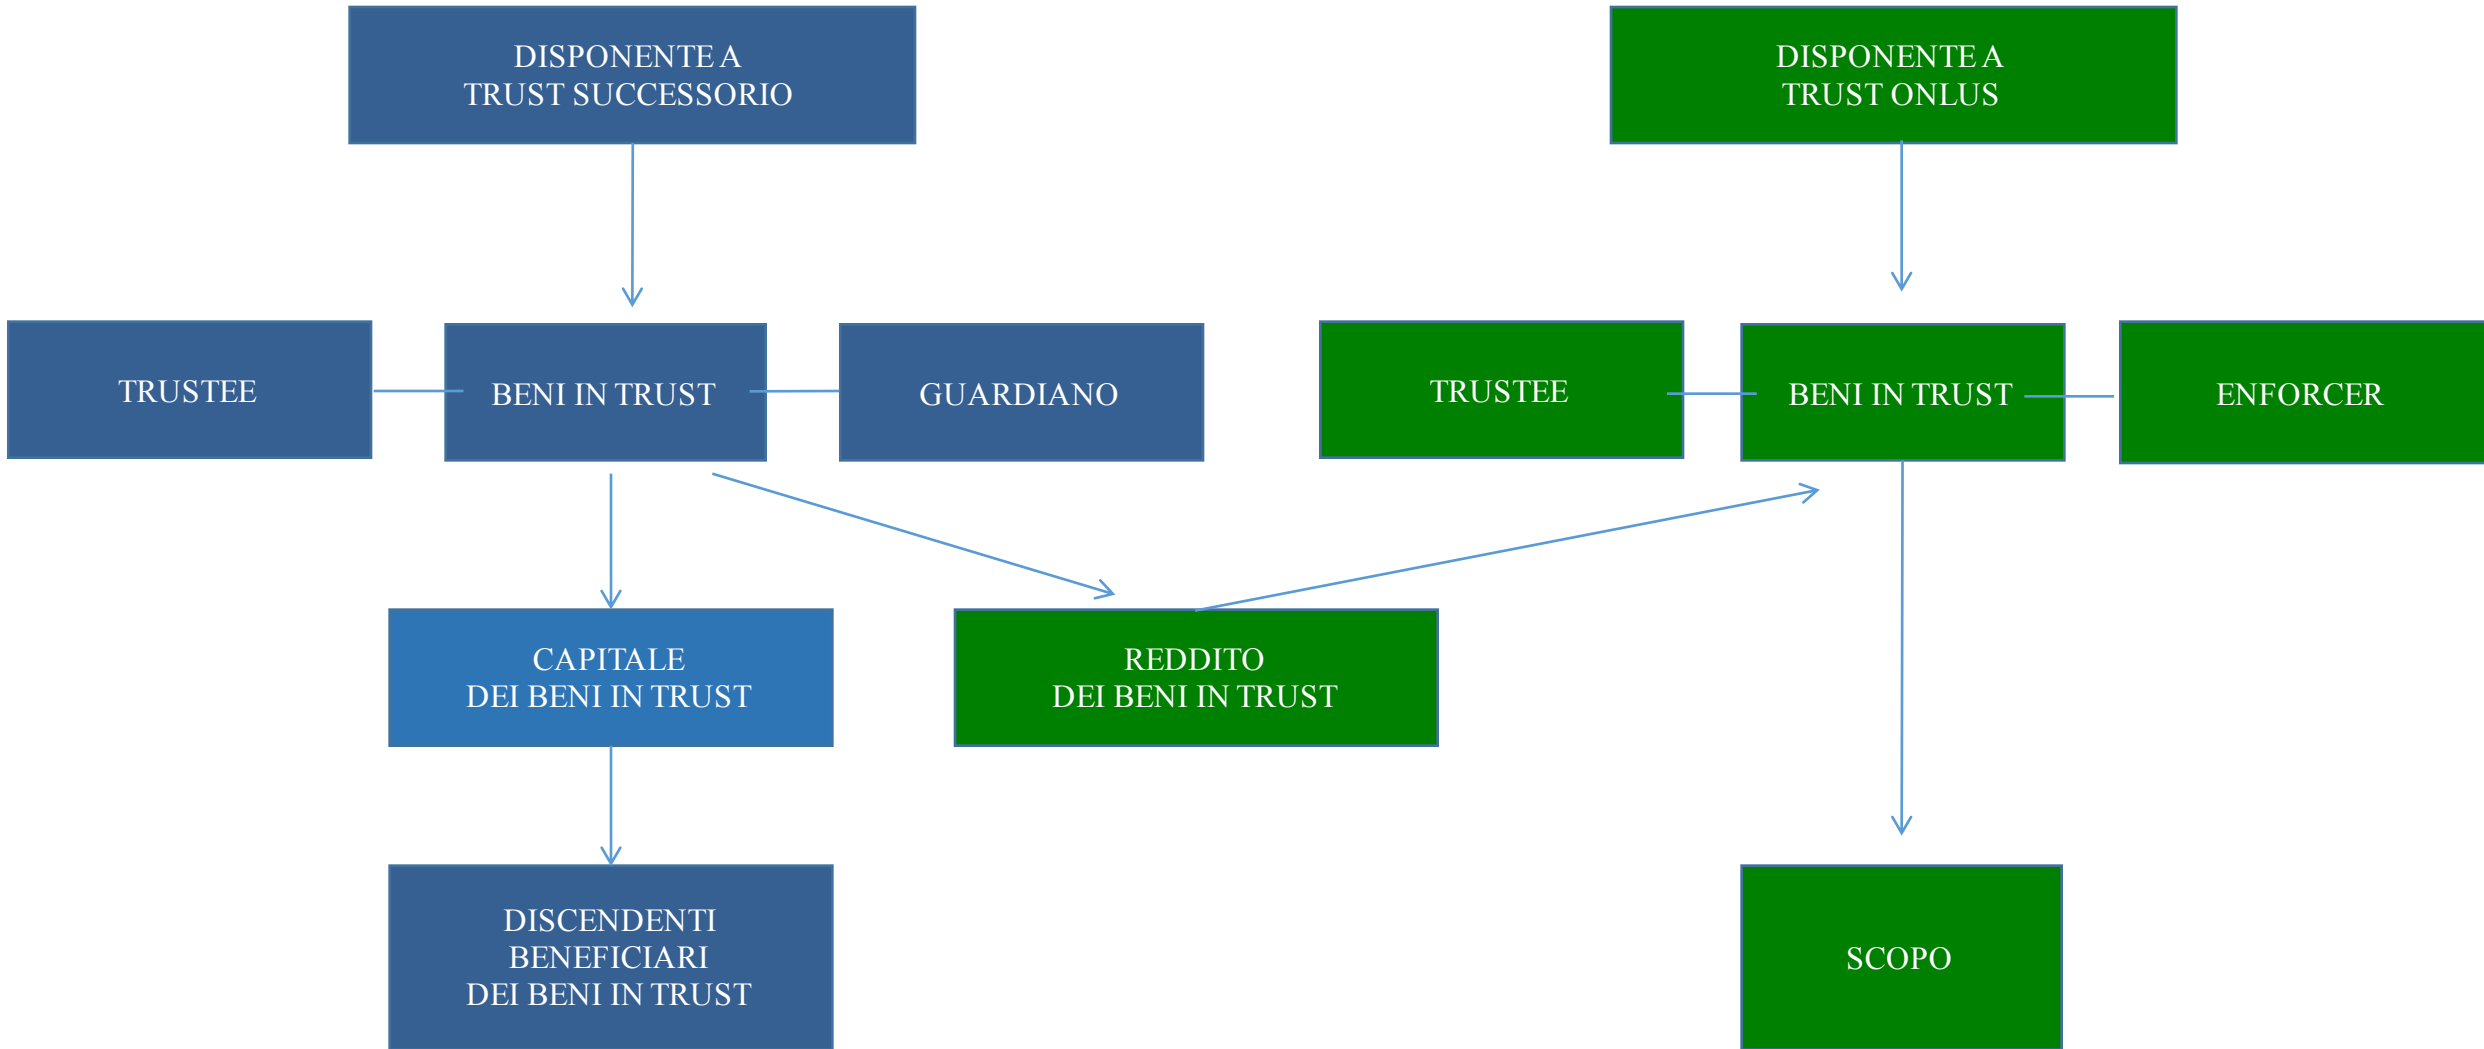 DISPONENTE A
TRUST SUCCESSORIO
DISPONENTE A
TRUST ONLUS
TRUSTEE
BENI IN TRUST
GUARDIANO
TRUSTEE
BENI IN TRUST
ENFORCER
CAPITALE
DEI BENI IN TRUST
REDDITO
DEI BENI IN TRUST
DISCENDENTI
BENEFICIARI
DEI BENI IN TRUST
SCOPO